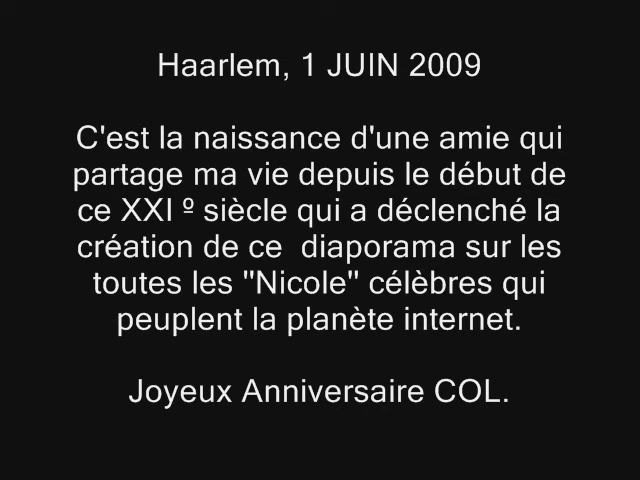 Haarlem, 1 JUIN 2009
C'est la naissance d'une amie qui
partage ma vie depuis le début de
ce XXI º siècle qui a déclenché la
création de ce  diaporama sur les
toutes les "Nicole" célèbres qui
peuplent la planète internet.
Joyeux Anniversaire COL.